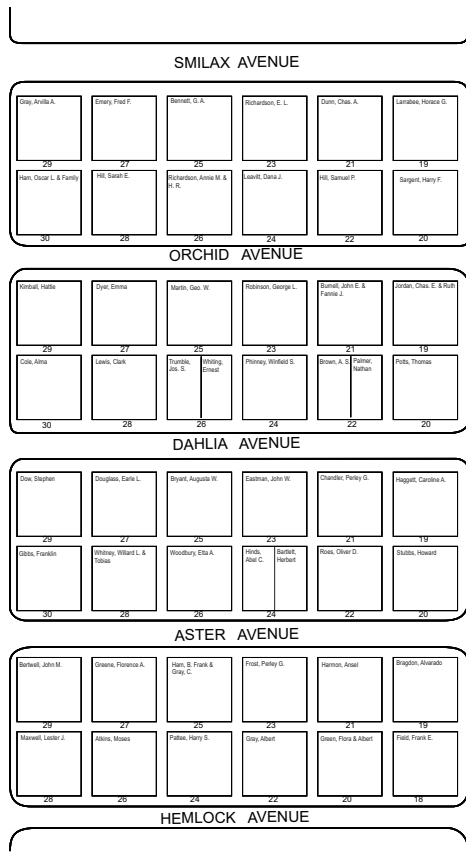 SMILAX AVENUE
Gray, Arvilla A.
Emery, Fred F.
Bennett, G. A.
Richardson, E. L.
Dunn, Chas. A.
Larrabee, Horace G.
29 27 25 23 21 19
Ham, Oscar L. & Family
Hill, Sarah E.
Richardson, Annie M. &
H. R.
Leavitt, Dana J.
Hill, Samuel P.
Sargent, Harry F.
30 28 26 24 22 20
ORCHID AVENUE
Kimball, Hattie
Dyer, Emma
Martin, Geo. W.
Robinson, George L.
Burnell, John E. &
Fannie J.
Jordan, Chas. E. & Ruth
29 27 25 23 21 19
Cole, Alma
Lewis, Clark
Trumble,
Jos. S.
Whiting,
Ernest
Phinney, Winfield S.
Brown, A. S.
Palmer,
Nathan
Potts, Thomas
30 28 26 24 22 20
DAHLIA AVENUE
Dow, Stephen
Douglass, Earle L.
Bryant, Augusta W.
Eastman, John W.
Chandler, Perley G.
Haggett, Caroline A.
29 27 25 23 21 19
Gibbs, Franklin
Whitney, Willard L. &
Tobias
Woodbury, Etta A.
Hinds,
Abel C.
Bartlett,
Herbert
Roes, Oliver D.
Stubbs, Howard
30 28 26 24 22 20
ASTER AVENUE
Bertwell, John M.
Greene, Florence A.
Ham, B. Frank &
Gray, C.
Frost, Perley G.
Harmon, Ansel
Bragdon, Alvarado
29 27 25 23 21 19
Maxwell, Lester J.
Atkins, Moses
Pattee, Harry S.
Gray, Albert
Green, Flora & Albert
Field, Frank E.
28 26 24 22 20 18
HEMLOCK AVENUE